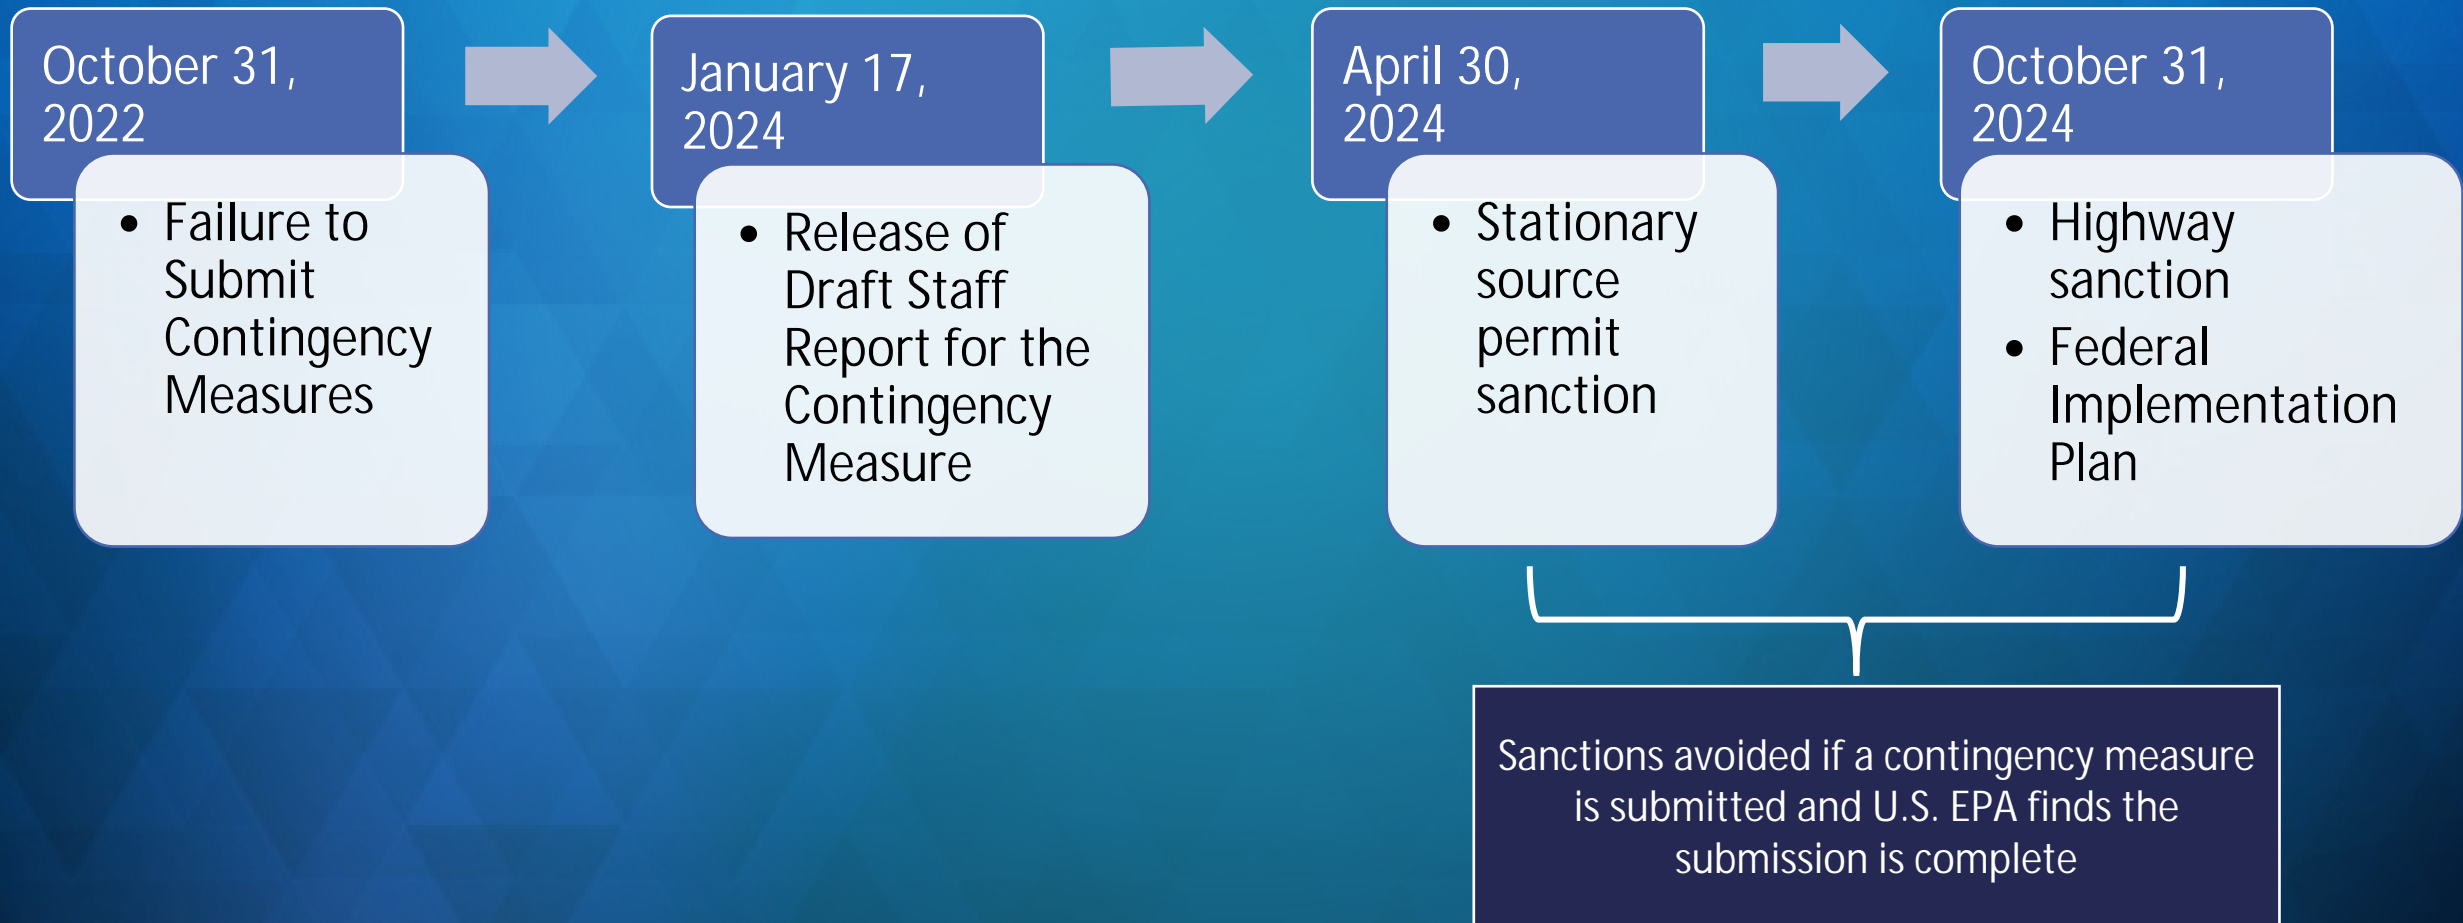 October 31,
2022
• Failure to
Submit
Contingency
Measures
January 17,
2024
• Release of
Draft Staff
Report for the
Contingency
Measure
April 30,
2024
• Stationary
source
permit
sanction
October 31,
2024
• Highway
sanction
• Federal
Implementation
Plan
Sanctions avoided if a contingency measure
is submitted and U.S. EPA finds the
submission is complete